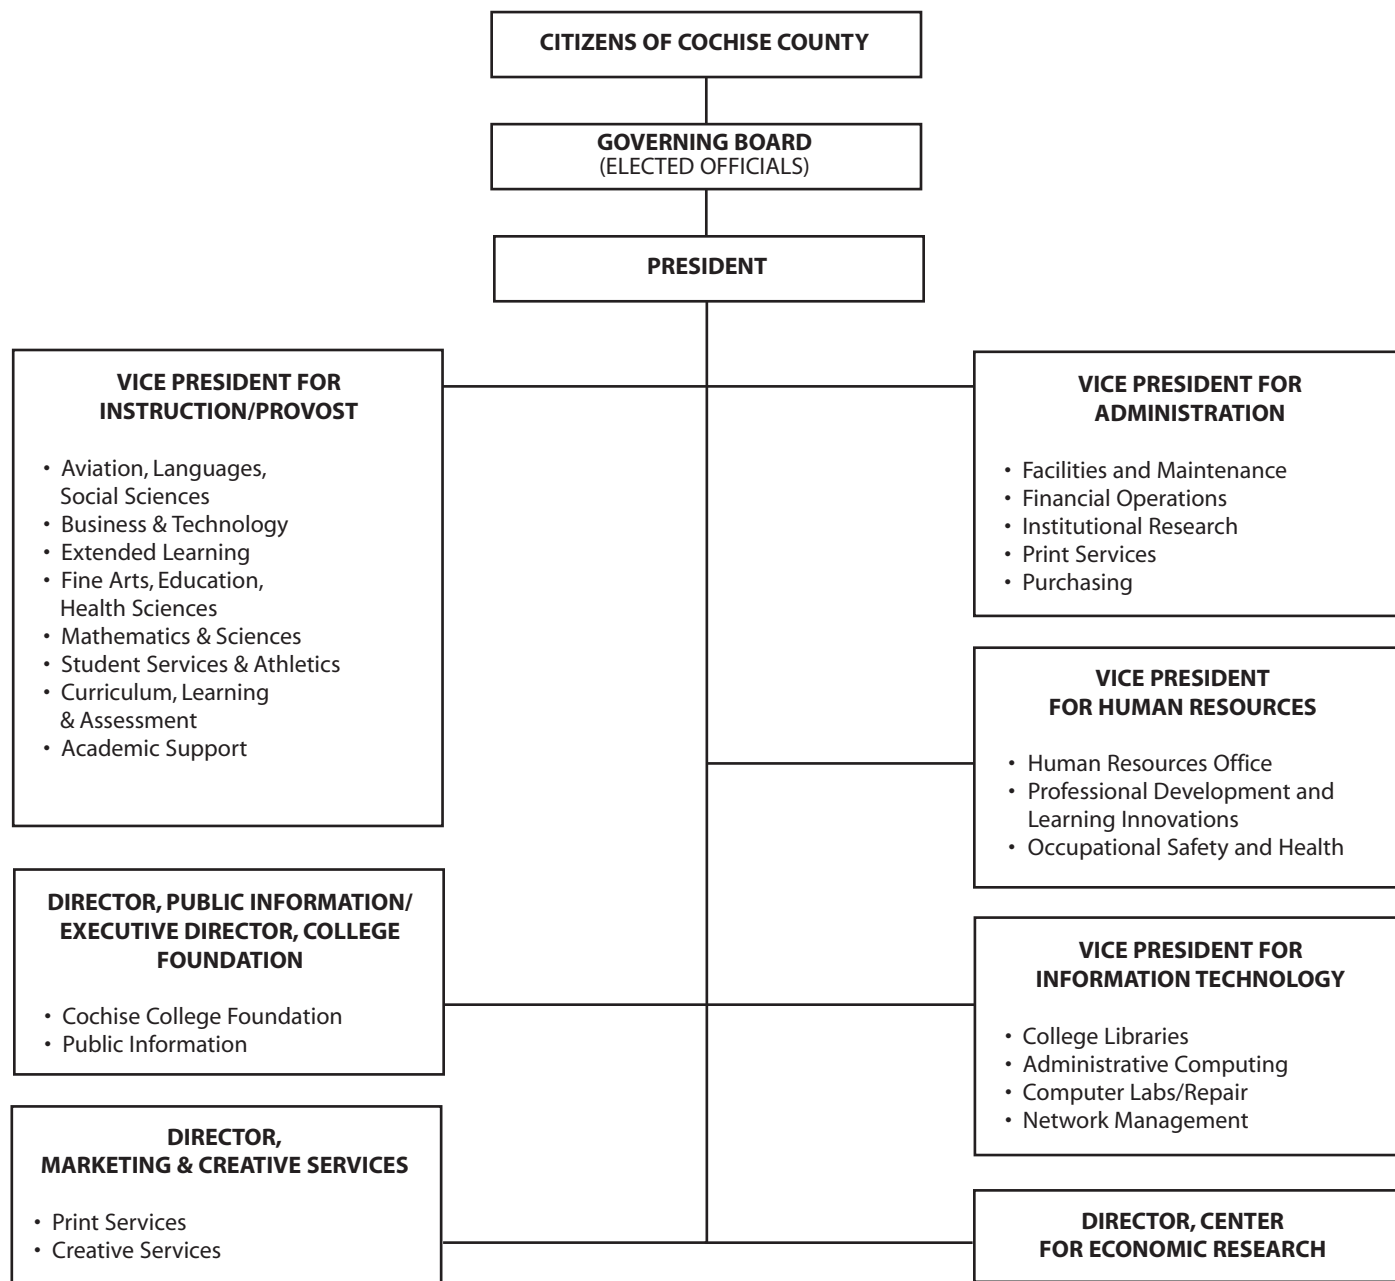 CITIZENS OF COCHISE COUNTY
GOVERNING BOARD
(ELECTED OFFICIALS)
PRESIDENT
VICE PRESIDENT FOR
INSTRUCTION/PROVOST
• Aviation, Languages,
Social Sciences
• Business & Technology
• Extended Learning
• Fine Arts, Education,
Health Sciences
• Mathematics & Sciences
• Student Services & Athletics
• Curriculum, Learning
& Assessment
• Academic Support
DIRECTOR, PUBLIC INFORMATION/
EXECUTIVE DIRECTOR, COLLEGE
FOUNDATION
• Cochise College Foundation
• Public Information
DIRECTOR,
MARKETING & CREATIVE SERVICES
• Print Services
• Creative Services
VICE PRESIDENT FOR
ADMINISTRATION
• Facilities and Maintenance
• Financial Operations
• Institutional Research
• Print Services
• Purchasing
VICE PRESIDENT
FOR HUMAN RESOURCES
• Human Resources Office
• Professional Development and
Learning Innovations
• Occupational Safety and Health
VICE PRESIDENT FOR
INFORMATION TECHNOLOGY
• College Libraries
• Administrative Computing
• Computer Labs/Repair
• Network Management
DIRECTOR, CENTER
FOR ECONOMIC RESEARCH